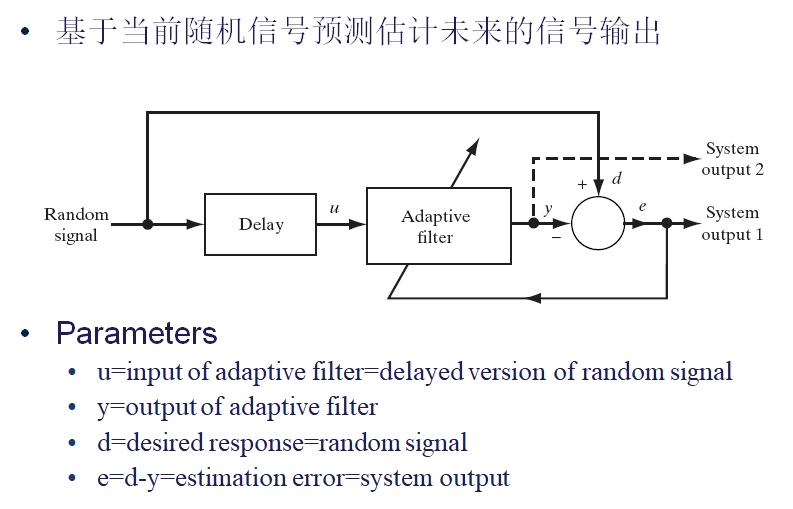 • 基于当前随机信号预测估计未来的信号输出
System
output 2
+
d
Random
signal
Delay
u
Adaptive
filter
y
−
e
System
output 1
• Parameters
• u=input of adaptive filter=delayed version of random signal
• y=output of adaptive filter
• d=desired response=random signal
• e=d-y=estimation error=system output